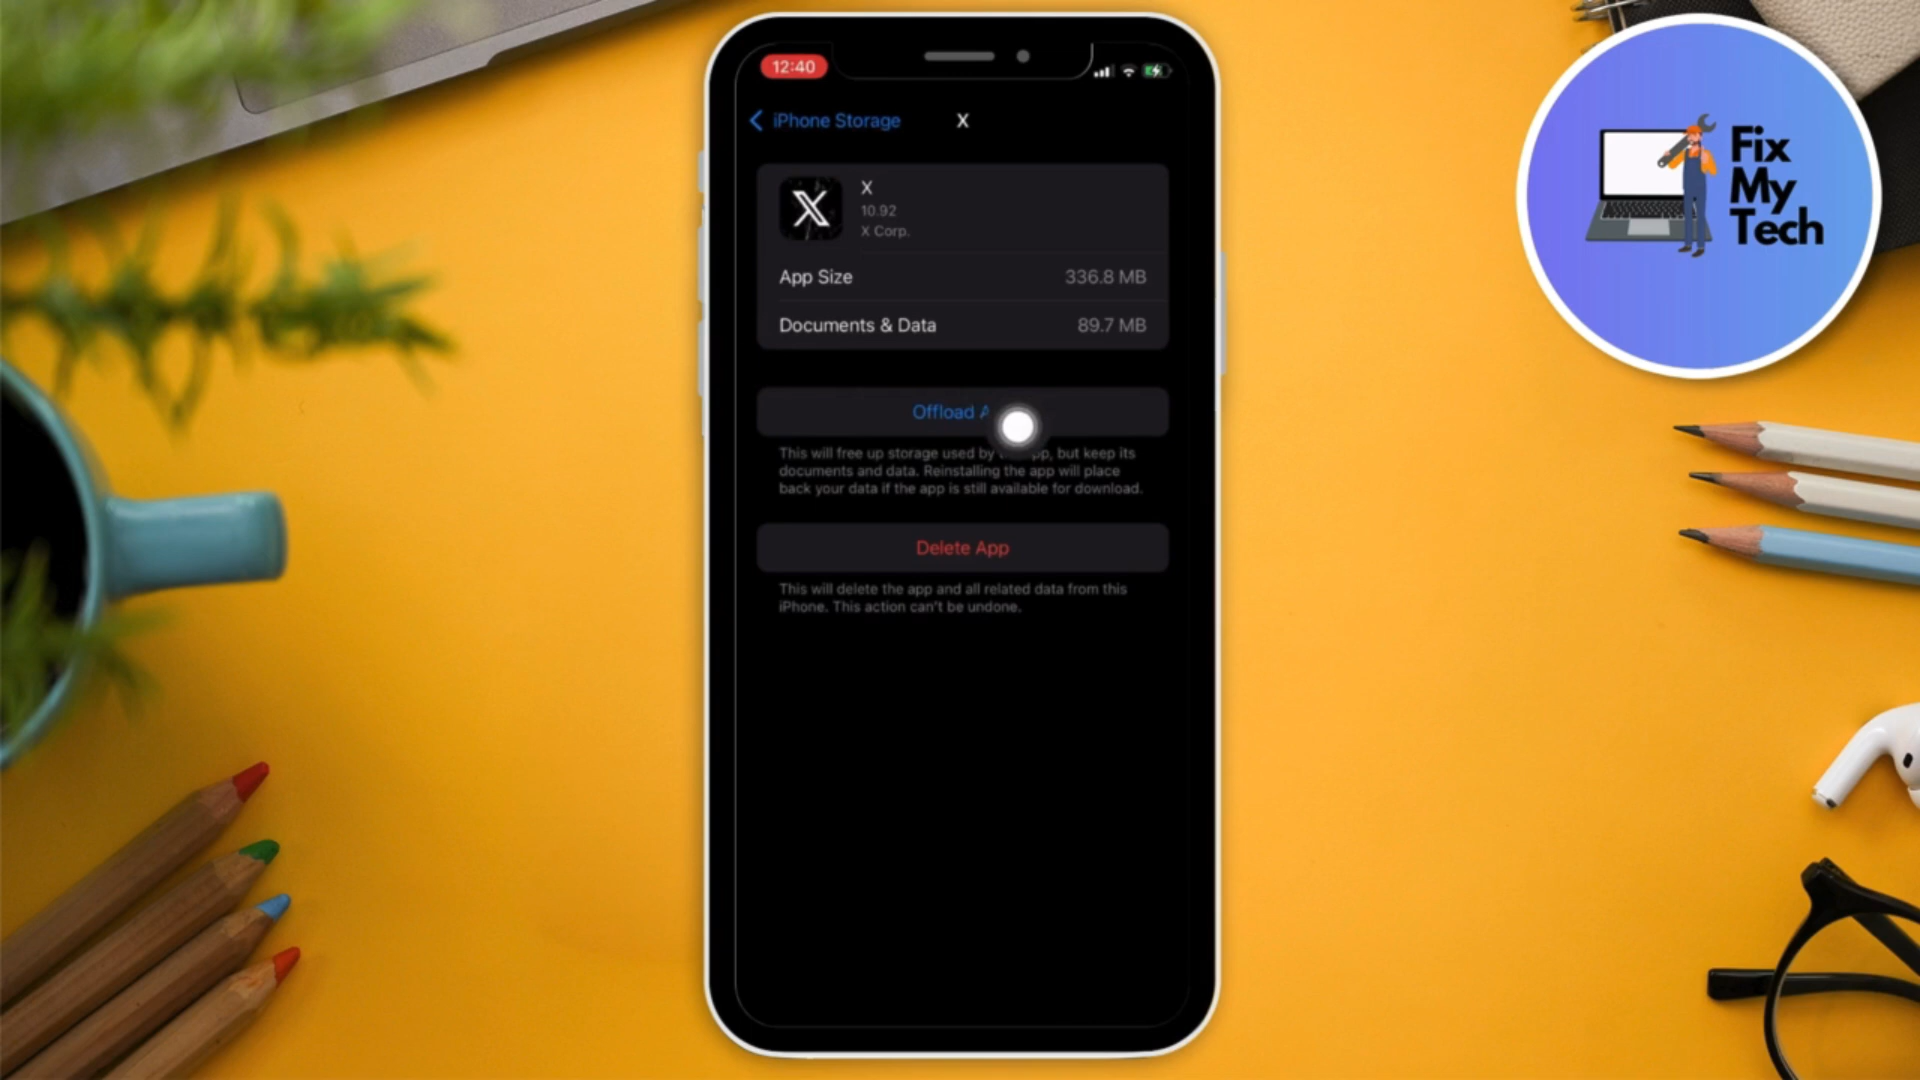 12:40
iPhone Storage
X
X
10.92
X Corp.
App Size
336.8 MB
Documents & Data
89.7 MB
Offload
This will free up storage used by , but keep its
documents and data. Reinstalling the app will place
back your data if the app is still available for download.
Delete App
This will delete the app and all related data from this
iPhone. This action can't be undone.
Fix
My
Tech